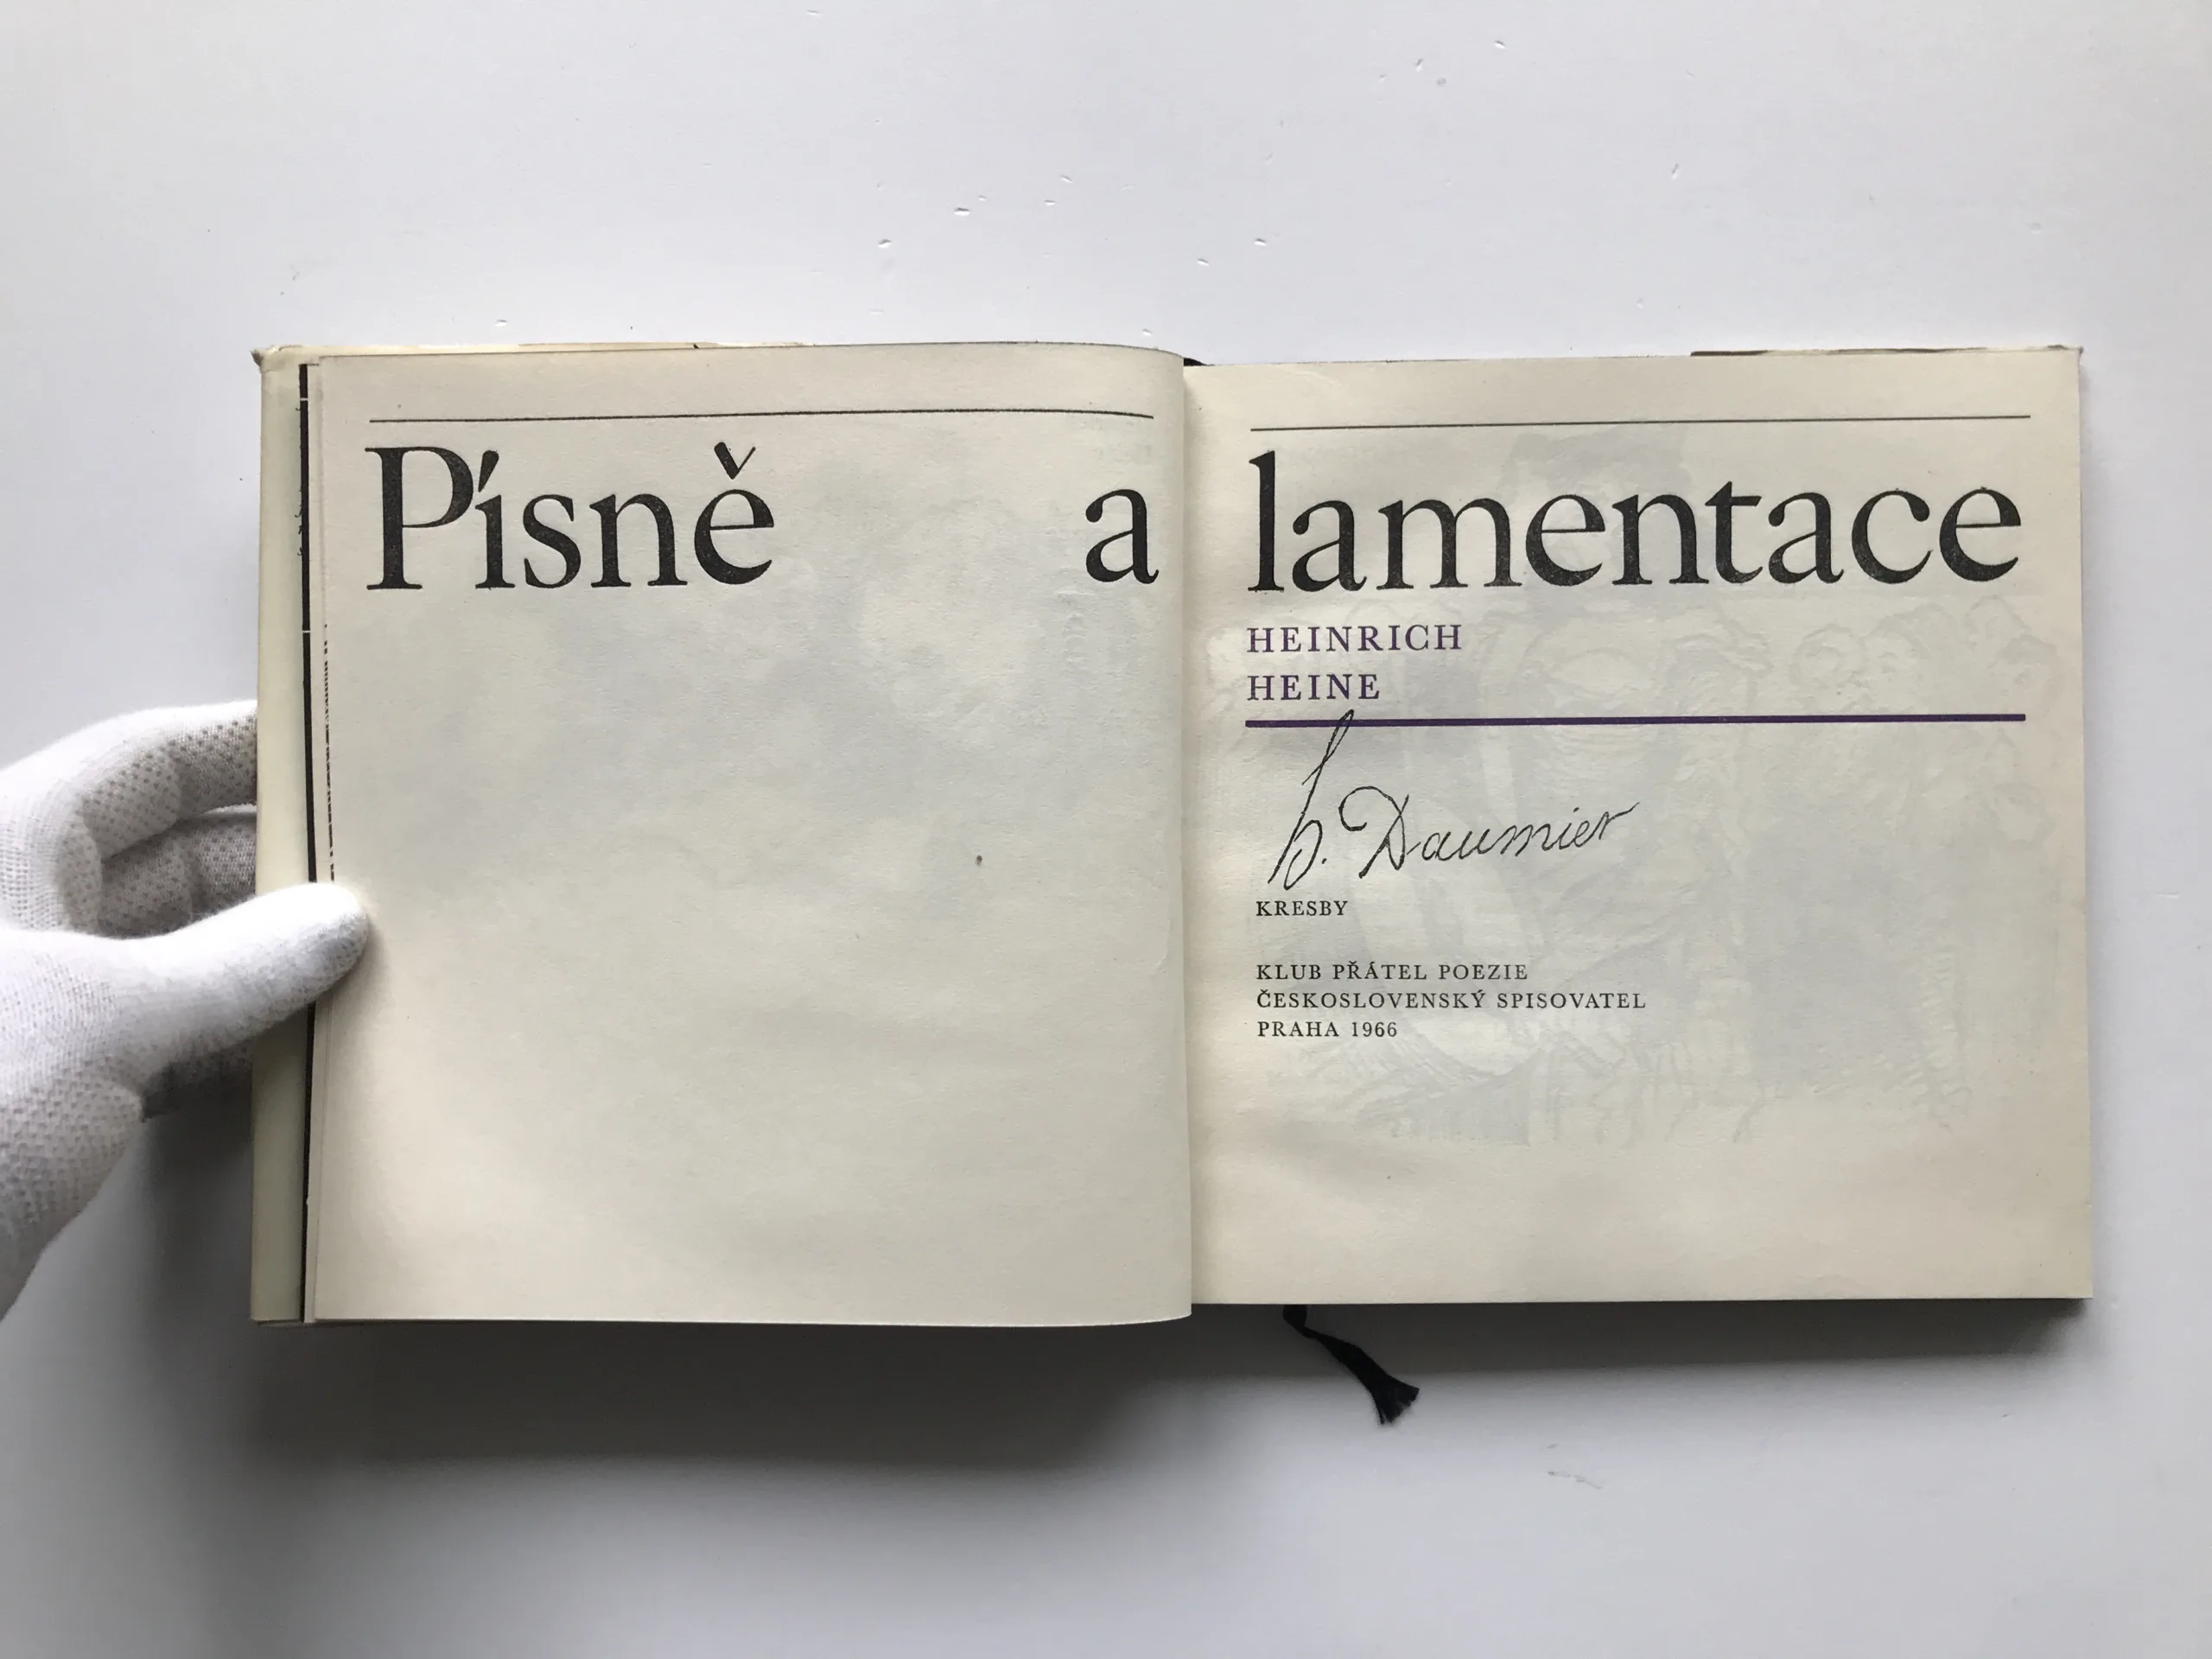 Písně a lamentace
HEINRICH
HEINE
h. Daumier
KRESBY
KLUB PŘÁTEL POEZIE
ČESKOSLOVENSKÝ SPISOVATEL
PRAHA 1966